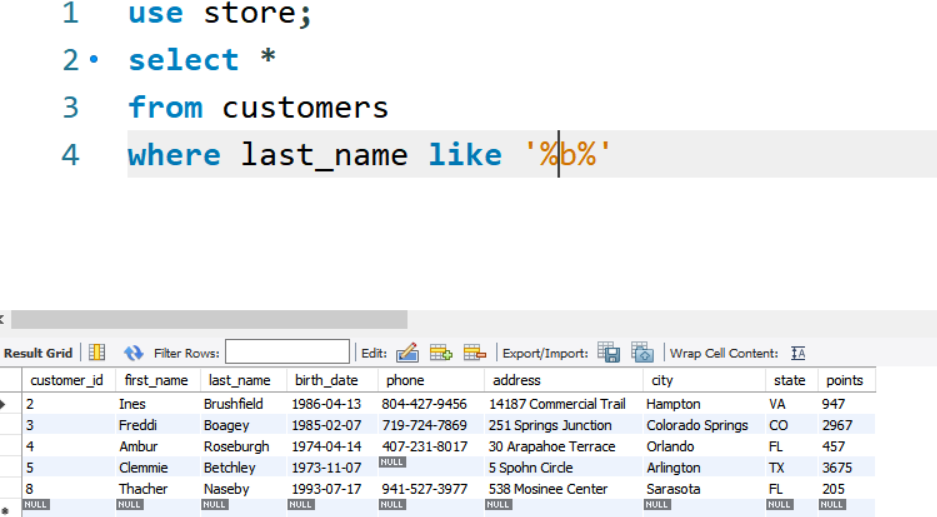 1 use store;
2 select *
3 from customers
4 where last_name like '%b%'
Result Grid Filter Rows: Edit: Export/Import: Wrap Cell Content: IA
customer_id first_name last_name birth_date phone address city state points
2 Ines Brushfield 1986-04-13 804-427-9456 14187 Commercial Trail Hampton VA 947
3 Freddi Boagey 1985-02-07 719-724-7869 251 Springs Junction Colorado Springs CO 2967
4 Ambur Roseburgh 1974-04-14 407-231-8017 30 Arapahoe Terrace Orlando FL 457
5 Clemmie Betchley 1973-11-07 NULL 5 Spohn Circle Arlington TX 3675
8 Thacher Naseby 1993-07-17 941-527-3977 538 Mosinee Center Sarasota FL 205
NULL NULL NULL NULL NULL NULL NULL NULL NULL